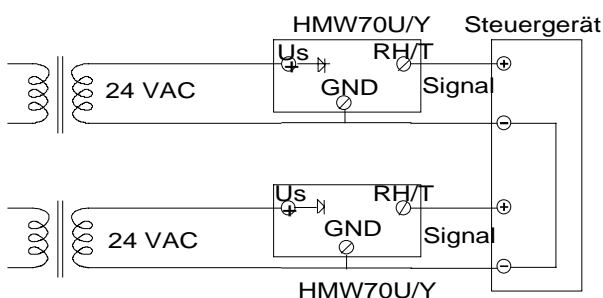 HMW70U/Y Steuergerät
Us RH/T
+ +
24 VAC GND Signal
−
Us RH/T
+ +
GND Signal
24 VAC
−
HMW70U/Y